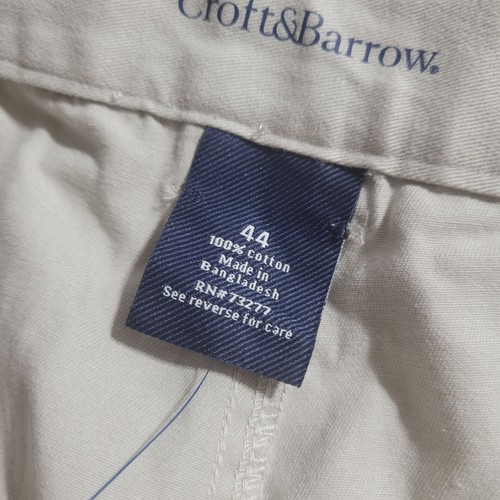 Croft&Barrow®
44
100% cotton
Made in
Bangladesh
RN#73277
See reverse for care